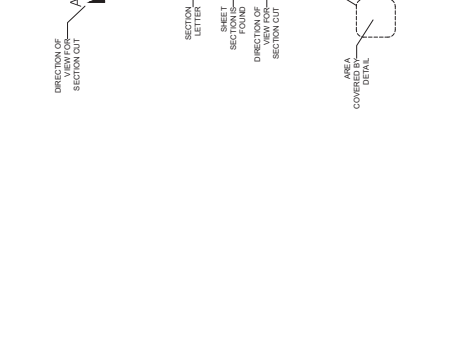 A
DIRECTION OF
VIEW FOR
SECTION CUT
SECTION
LETTER
SHEET
SECTION IS
FOUND
DIRECTION OF
VIEW FOR
SECTION CUT
AREA
COVERED BY
DETAIL